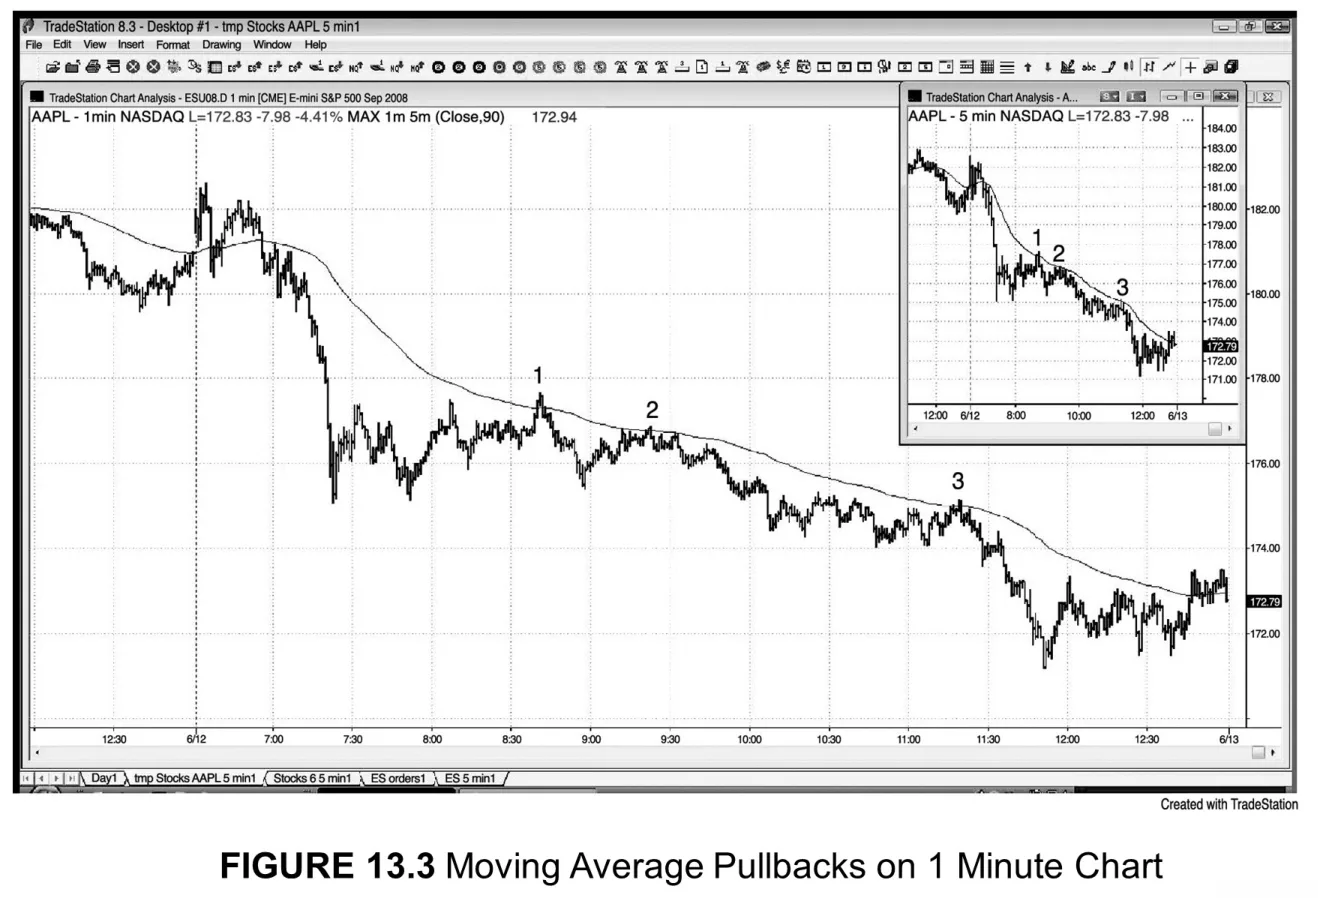 TradeStation 8.3 - Desktop #1 - tmp Stocks AAPL 5 min1
File Edit View Insert Format Drawing Window Help
TradeStation Chart Analysis - ESU08.D 1 min [CME] E-mini S&P 500 Sep 2008
AAPL - 1min NASDAQ L=172.83 -7.98 -4.41% MAX 1m 5m (Close,90) 172.94
TradeStation Chart Analysis - A...
AAPL - 5 min NASDAQ L=172.83 -7.98 ...
184.00
183.00
182.00
181.00
180.00
179.00
178.00
177.00
176.00
175.00
174.00
172.79
172.00
171.00
1
2
3
12:00 6/12 8:00 10:00 12:00 6/13
182.00
180.00
178.00
176.00
174.00
172.79
172.00
1
2
3
12:30 6/12 7:00 7:30 8:00 8:30 9:00 9:30 10:00 10:30 11:00 11:30 12:00 12:30 6/13
Day1 tmp Stocks AAPL 5 min1 Stocks 6 5 min1 ES orders1 ES 5 min1
Created with TradeStation
FIGURE 13.3 Moving Average Pullbacks on 1 Minute Chart